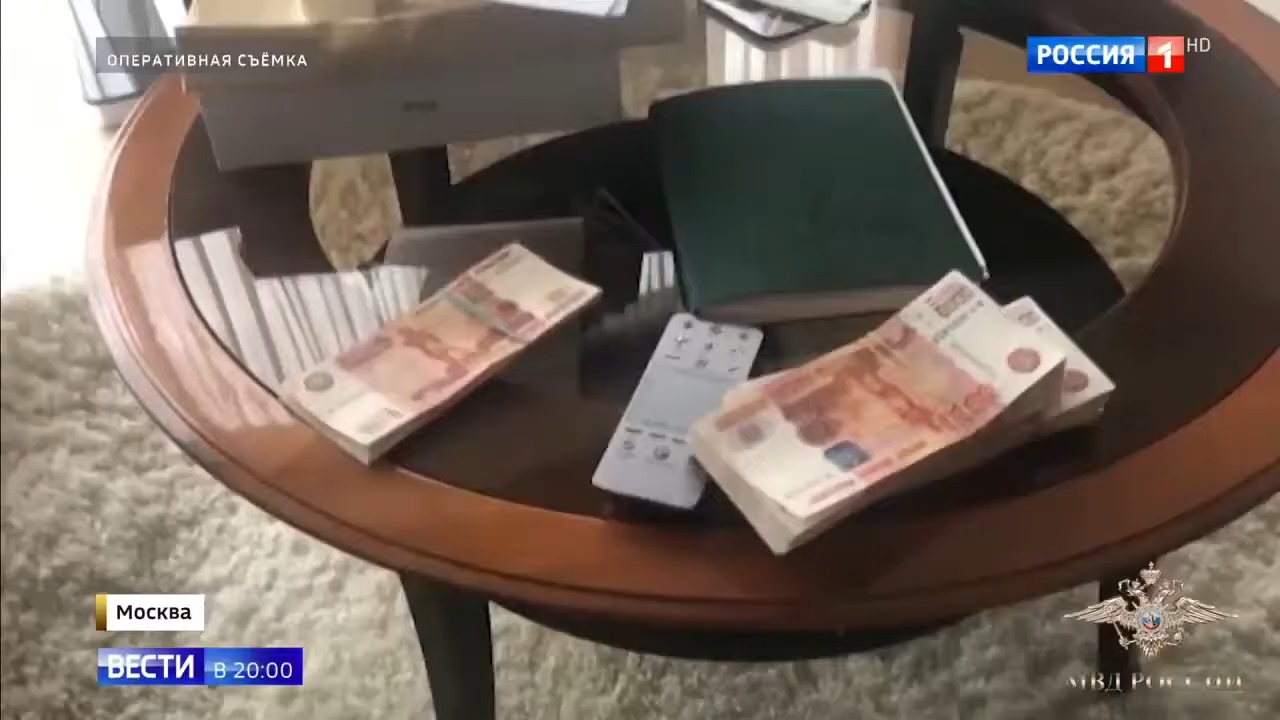 ОПЕРАТИВНАЯ СЪЁМКА
РОССИЯ 1 HD
Москва
ВЕСТИ В 20:00
МВД РОССИИ